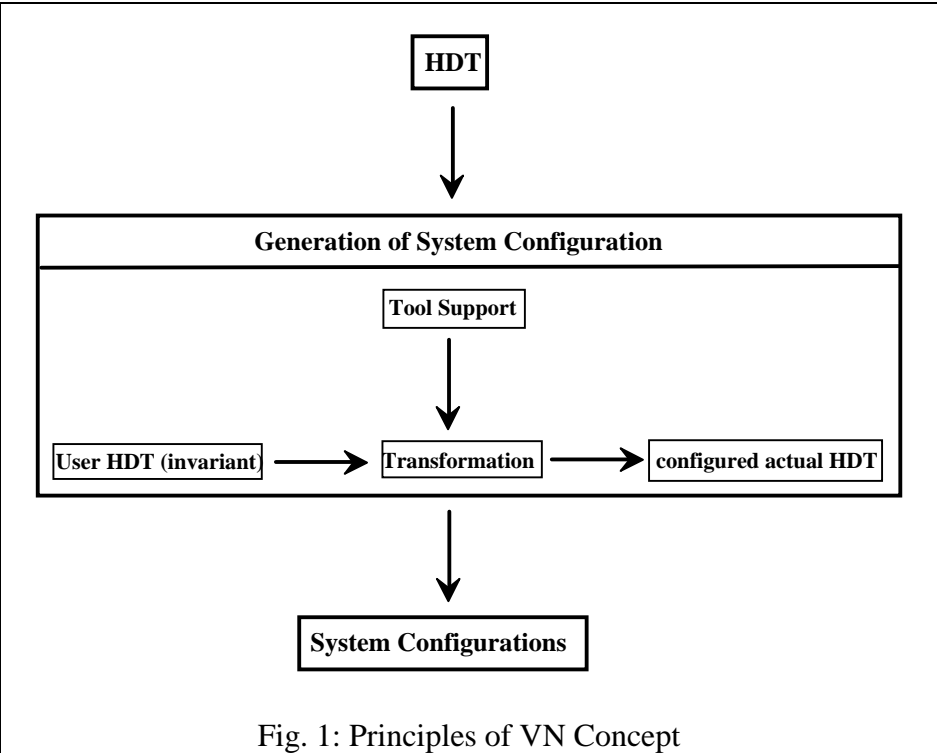 HDT
Generation of System Configuration
Tool Support
User HDT (invariant)
Transformation
configured actual HDT
System Configurations
Fig. 1: Principles of VN Concept